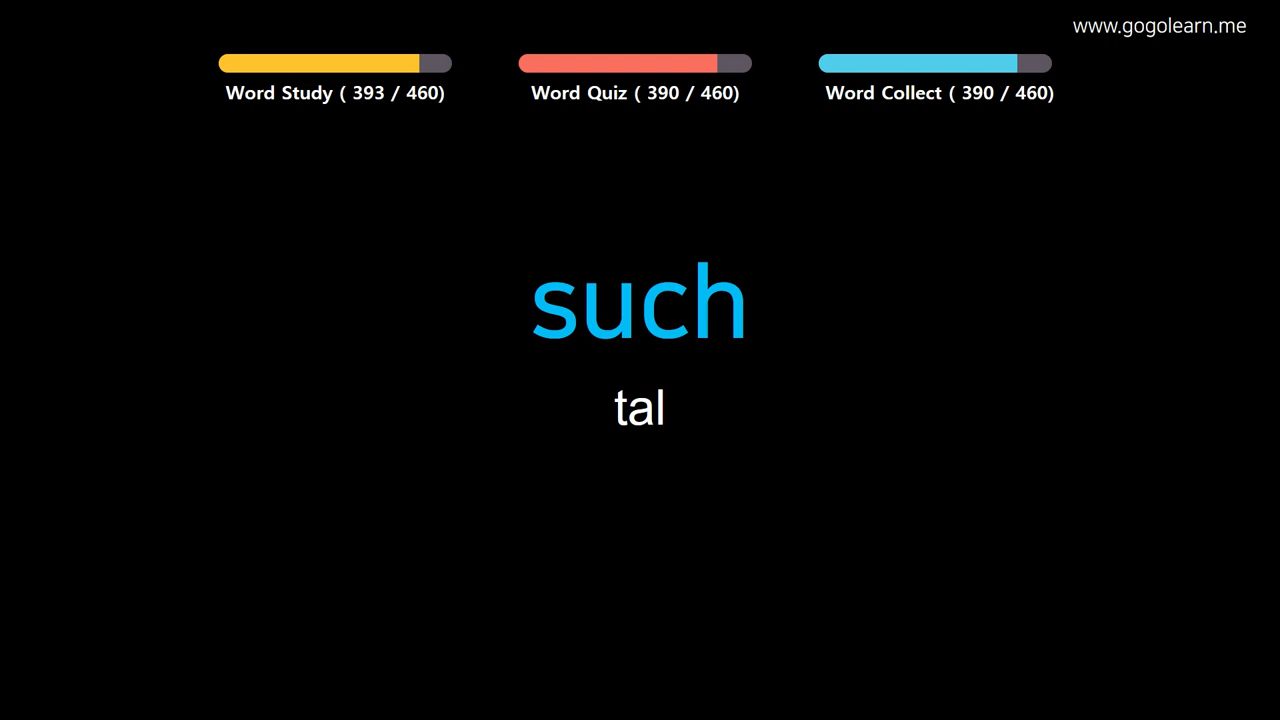 www.gogolearn.me
Word Study ( 393 / 460)
Word Quiz ( 390 / 460)
Word Collect ( 390 / 460)
such
tal